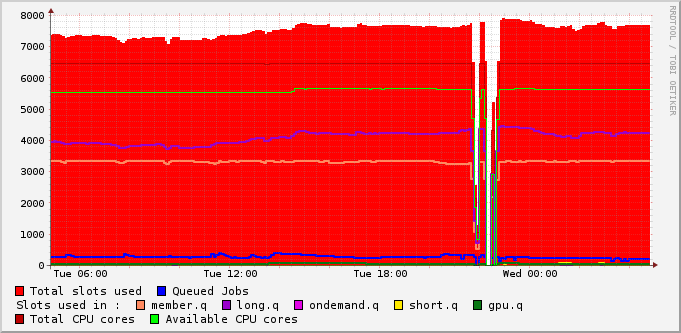 8000
7000
6000
5000
4000
3000
2000
1000
0
Tue 06:00 Tue 12:00 Tue 18:00 Wed 00:00
RRDTOOL / TOBI OETIKER
Total slots used Queued Jobs
Slots used in : member.q long.q ondemand.q short.q gpu.q
Total CPU cores Available CPU cores